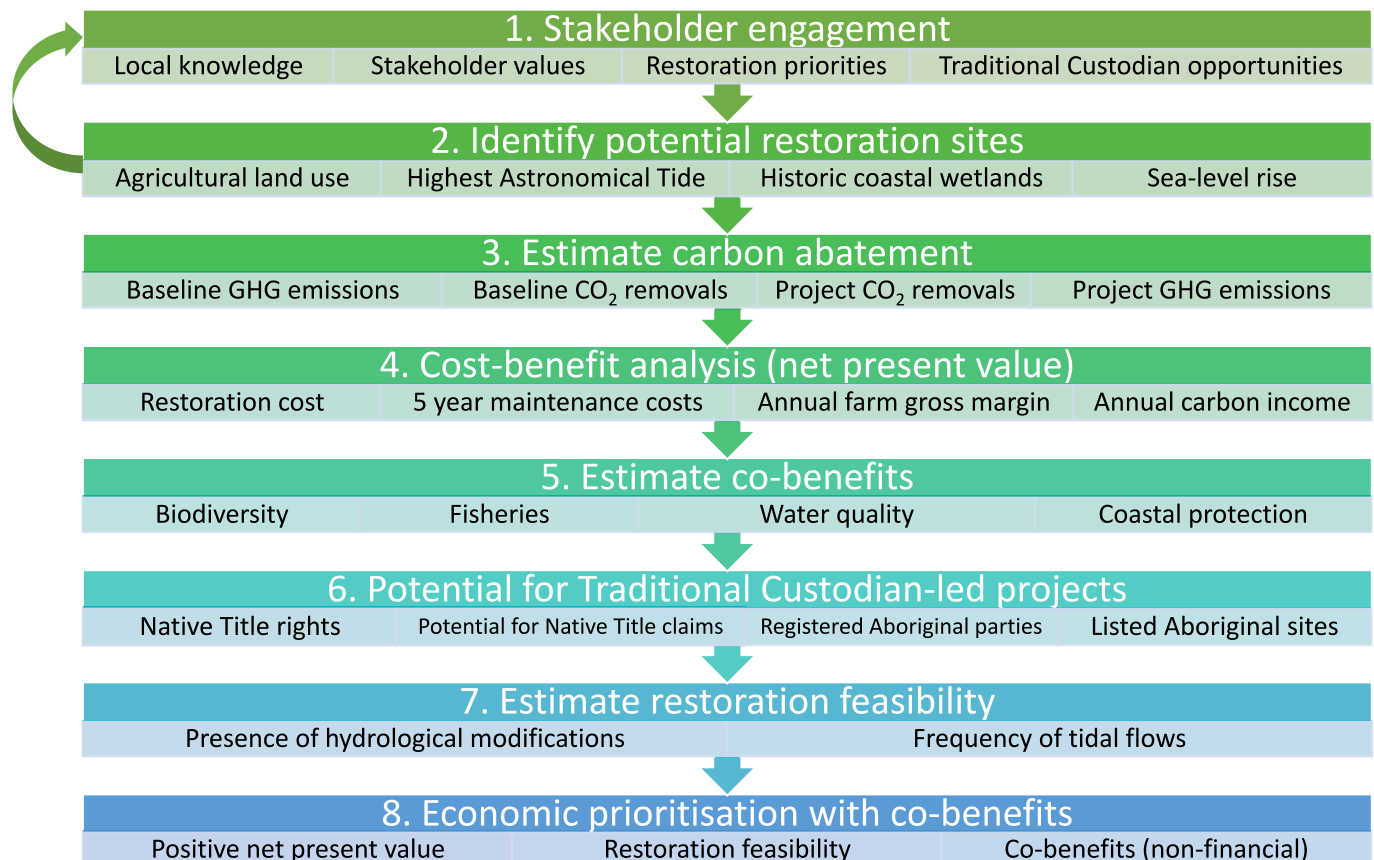 1. Stakeholder engagement
Local knowledge Stakeholder values Restoration priorities Traditional Custodian opportunities
2. Identify potential restoration sites
Agricultural land use Highest Astronomical Tide Historic coastal wetlands Sea-level rise
3. Estimate carbon abatement
Baseline GHG emissions Baseline CO₂ removals Project CO₂ removals Project GHG emissions
4. Cost-benefit analysis (net present value)
Restoration cost 5 year maintenance costs Annual farm gross margin Annual carbon income
5. Estimate co-benefits
Biodiversity Fisheries Water quality Coastal protection
6. Potential for Traditional Custodian-led projects
Native Title rights Potential for Native Title claims Registered Aboriginal parties Listed Aboriginal sites
7. Estimate restoration feasibility
Presence of hydrological modifications Frequency of tidal flows
8. Economic prioritisation with co-benefits
Positive net present value Restoration feasibility Co-benefits (non-financial)